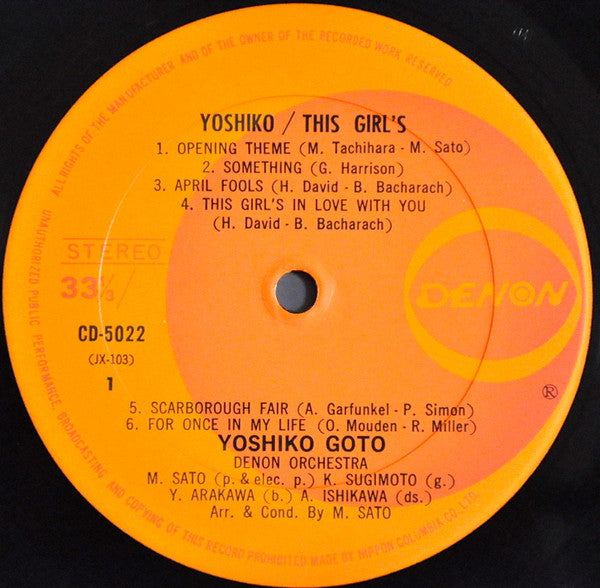 ALL RIGHTS OF THE MANUFACTURER AND OF THE OWNER OF THE RECORDED WORK RESERVED
YOSHIKO / THIS GIRL'S
1. OPENING THEME (M. Tachihara - M. Sato)
2. SOMETHING (G. Harrison)
3. APRIL FOOLS (H. David - B. Bacharach)
4. THIS GIRL'S IN LOVE WITH YOU
(H. David - B. Bacharach)
STEREO
33⅓/
DENON
®
CD-5022
(JX-103)
1
5. SCARBOROUGH FAIR (A. Garfunkel - P. Simon)
6. FOR ONCE IN MY LIFE (O. Mouden - R. Miller)
YOSHIKO GOTO
DENON ORCHESTRA
M. SATO (p. & elec. p.) K. SUGIMOTO (g.)
Y. ARAKAWA (b.) A. ISHIKAWA (ds.)
Arr. & Cond. By M. SATO
UNAUTHORIZED PUBLIC PERFORMANCE, BROADCASTING AND COPYING OF THIS RECORD PROHIBITED MADE BY NIPPON COLUMBIA CO., LTD.